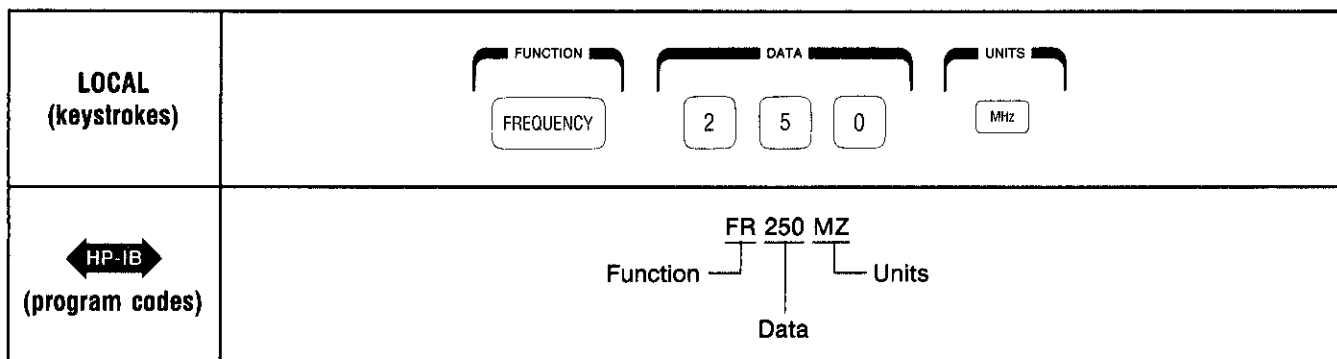 LOCAL
(keystrokes)
FUNCTION DATA UNITS
FREQUENCY 2 5 0 MHz
HP-IB
(program codes)
FR 250 MZ
Function Units
Data